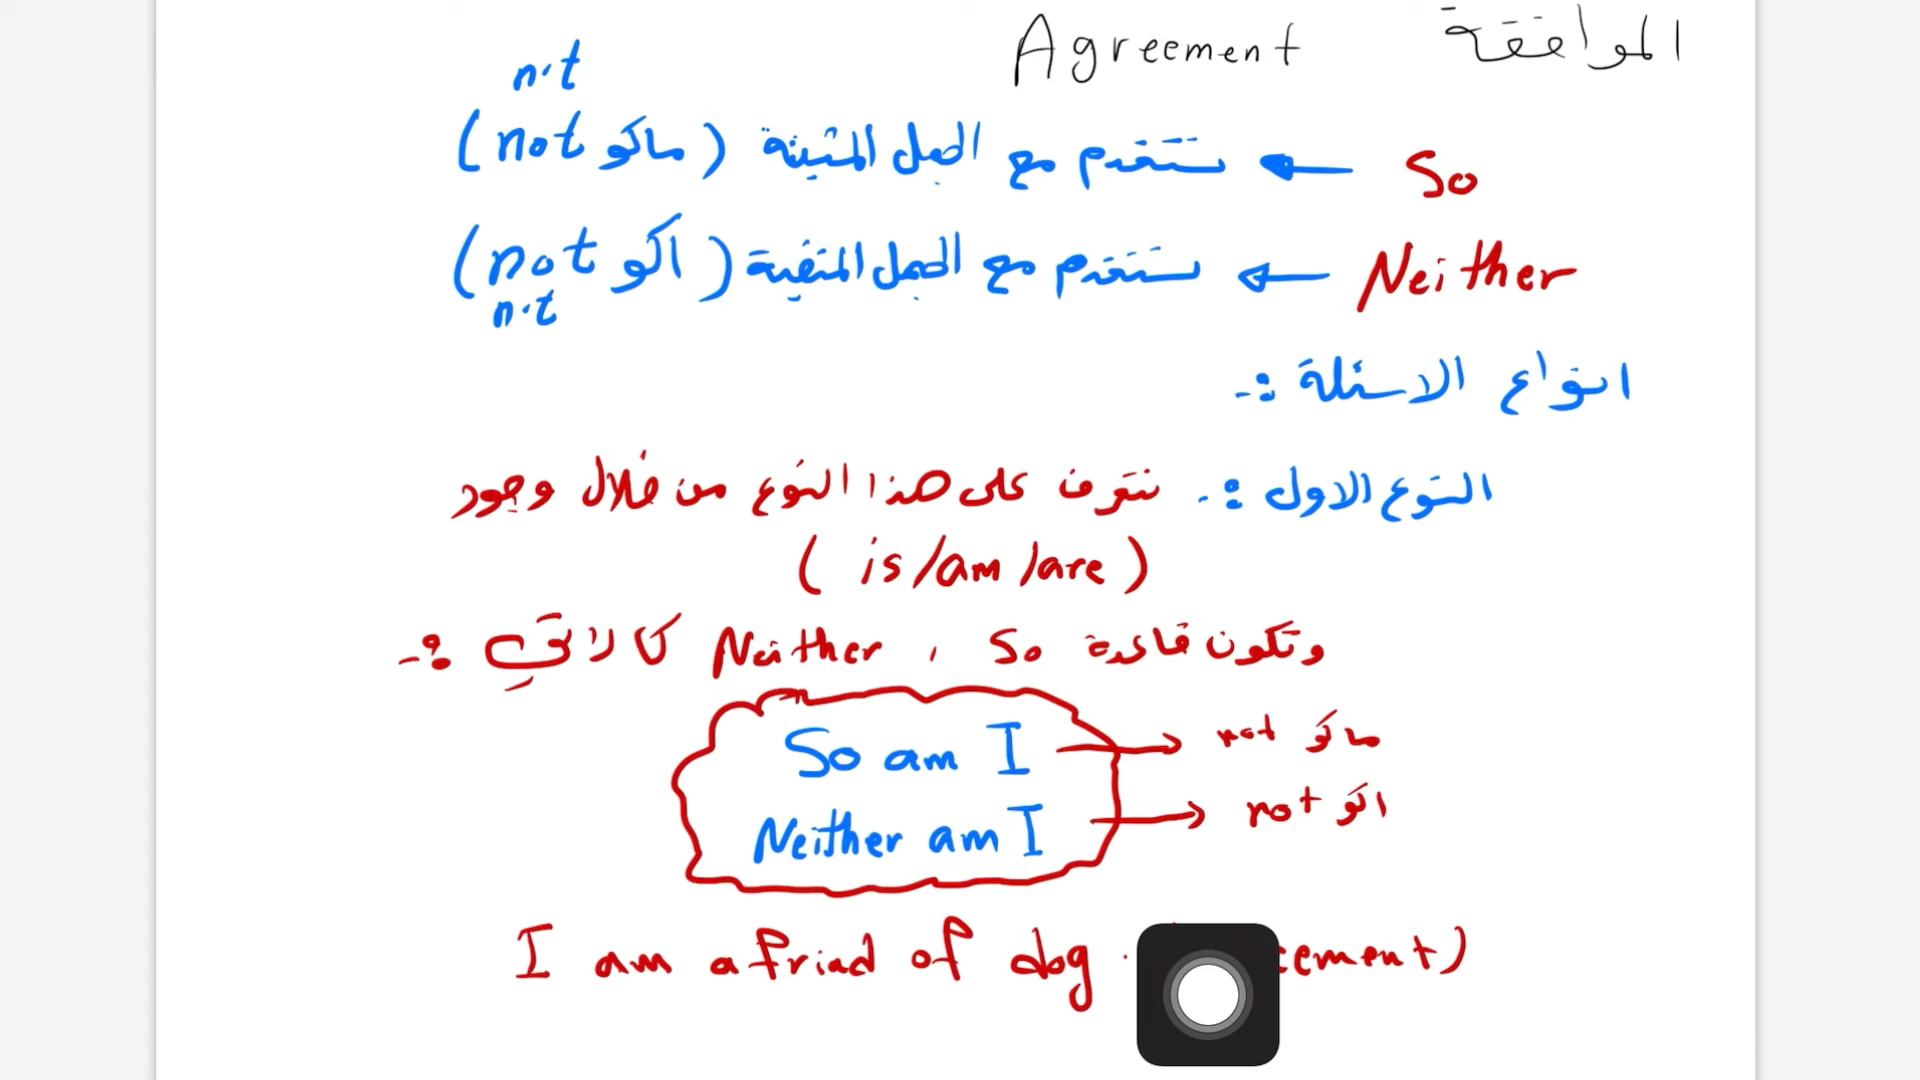 الموافقة Agreement
n't
So ← تستخدم مع الجمل المثبتة (ماكو not)
Neither ← تستخدم مع الجمل المنفية (اكو not)
n't
انواع الاسئلة :-
النوع الاول :- نتعرف على هذا النوع من خلال وجود
( is/am/are )
وتكون قاعدة So ، Neither كالاتي :-
So am I → ماكو not
Neither am I → اكو not
I am afriad of dog . ement)